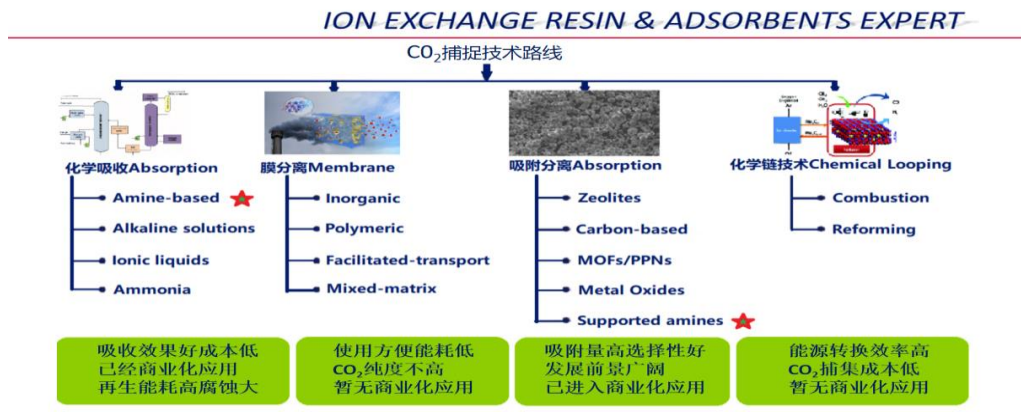 ION EXCHANGE RESIN & ADSORBENTS EXPERT
CO₂捕捉技术路线
化学吸收Absorption
Amine-based
Alkaline solutions
Ionic liquids
Ammonia
膜分离Membrane
Inorganic
Polymeric
Facilitated-transport
Mixed-matrix
吸附分离Absorption
Zeolites
Carbon-based
MOFs/PPNs
Metal Oxides
Supported amines
化学链技术Chemical Looping
Combustion
Reforming
吸收效果好成本低
已经商业化应用
再生能耗高腐蚀大
使用方便能耗低
CO₂纯度不高
暂无商业化应用
吸附量高选择性好
发展前景广阔
已进入商业化应用
能源转换效率高
CO₂捕集成本低
暂无商业化应用